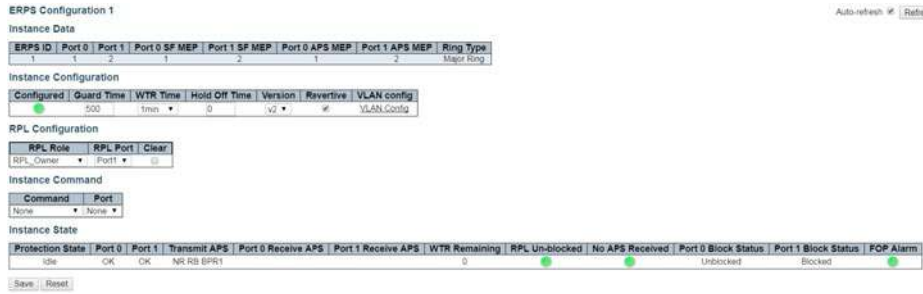 ERPS Configuration 1
Auto-refresh Refre
Instance Data
ERPS ID Port 0 Port 1 Port 0 SF MEP Port 1 SF MEP Port 0 APS MEP Port 1 APS MEP Ring Type
1 1 2 1 2 1 2 Major Ring
Instance Configuration
Configured Guard Time WTR Time Hold Off Time Version Revertive VLAN config
500 1min 0 v2 VLAN Config
RPL Configuration
RPL Role RPL Port Clear
RPL_Owner Port1
Instance Command
Command Port
None None
Instance State
Protection State Port 0 Port 1 Transmit APS Port 0 Receive APS Port 1 Receive APS WTR Remaining RPL Un-blocked No APS Received Port 0 Block Status Port 1 Block Status FOP Alarm
Idle OK OK NR RB BPR1 0 Unblocked Blocked
Save Reset